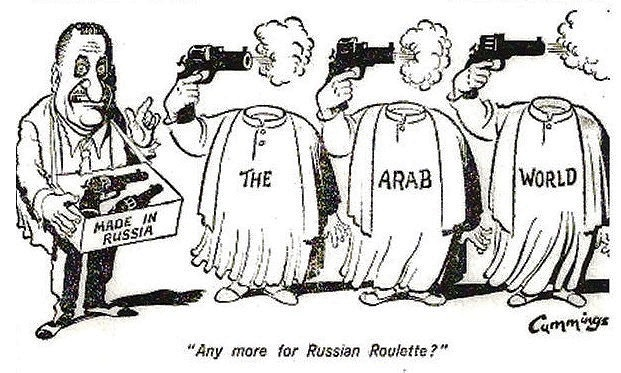 THE
ARAB
WORLD
MADE IN
RUSSIA
Cummings
"Any more for Russian Roulette?"